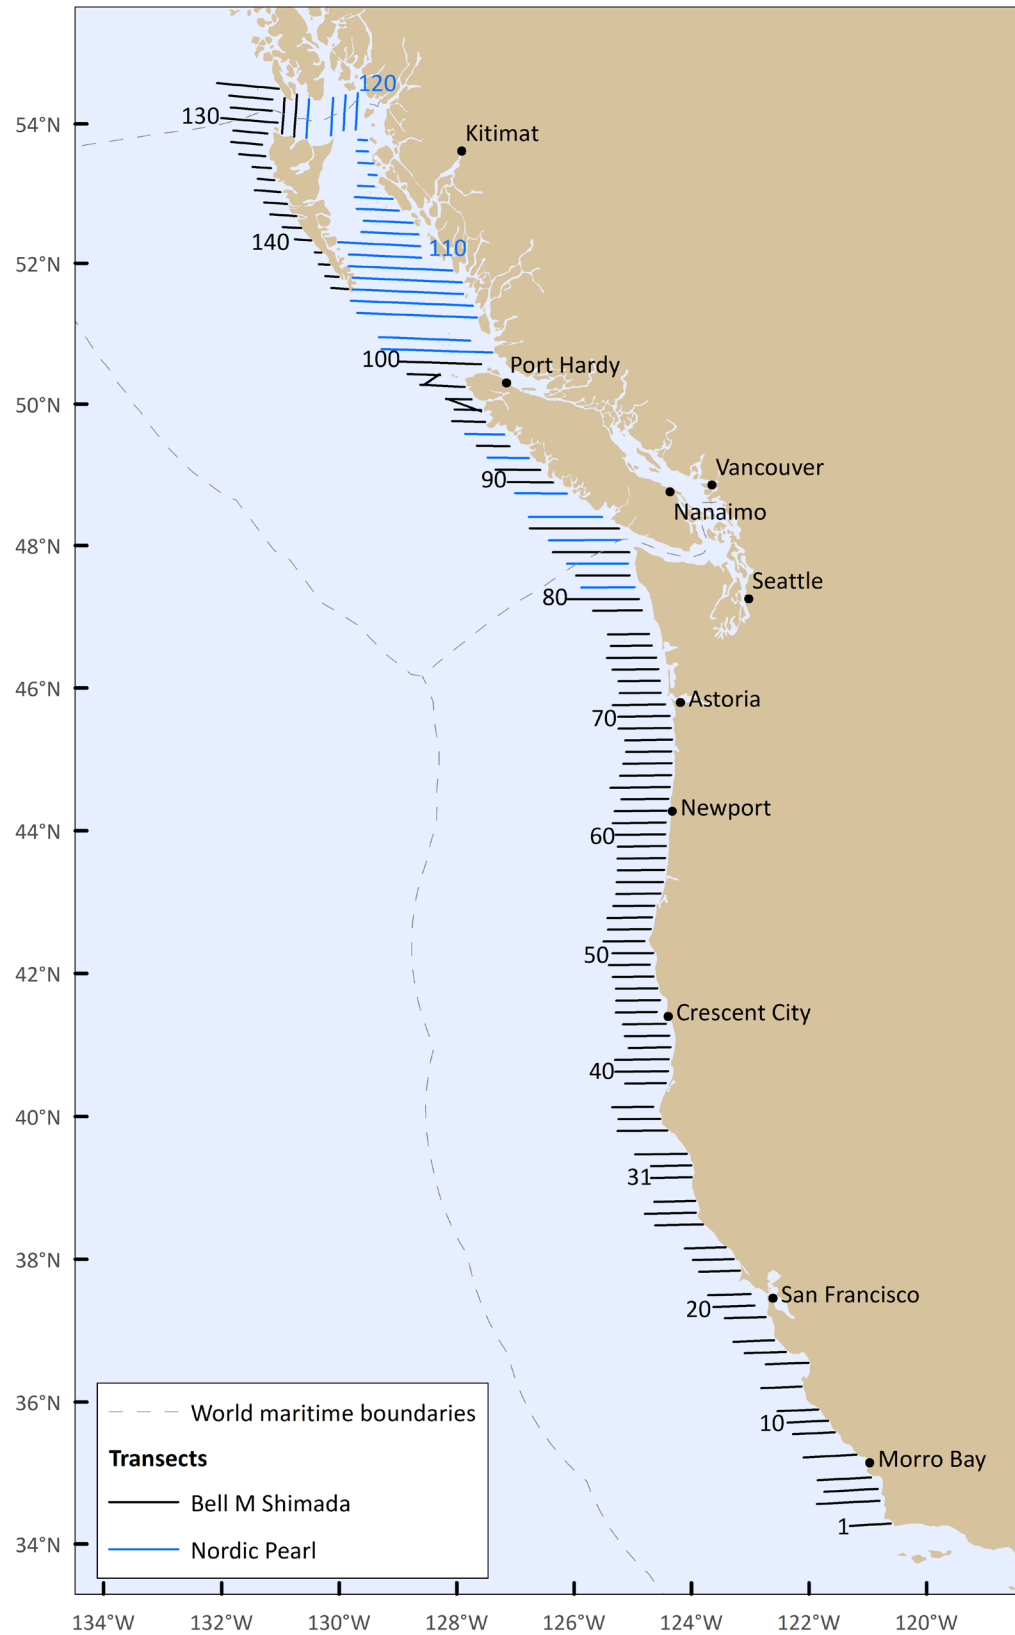 120
54°N
130
Kitimat
110
140
52°N
100
Port Hardy
50°N
Vancouver
90
Nanaimo
48°N
Seattle
80
46°N
Astoria
70
Newport
44°N
60
50
42°N
Crescent City
40
40°N
31
38°N
San Francisco
20
36°N
10
World maritime boundaries
Transects
Morro Bay
Bell M Shimada
1
Nordic Pearl
34°N
134°W 132°W 130°W 128°W 126°W 124°W 122°W 120°W